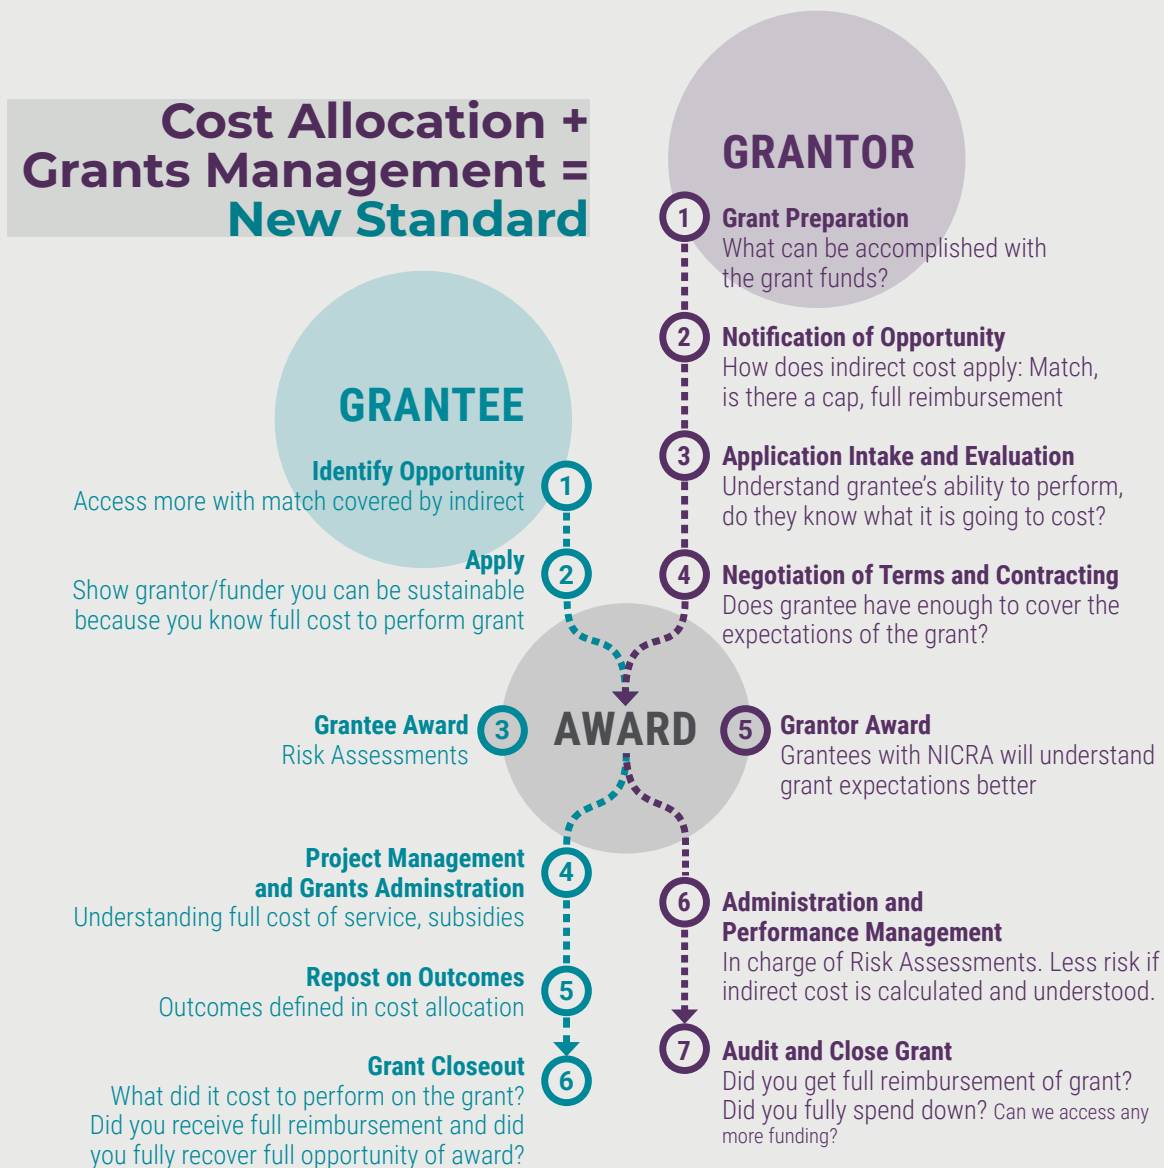 Cost Allocation +
Grants Management =
New Standard
GRANTOR
1
Grant Preparation
What can be accomplished with
the grant funds?
2
Notification of Opportunity
How does indirect cost apply: Match,
is there a cap, full reimbursement
3
Application Intake and Evaluation
Understand grantee's ability to perform,
do they know what it is going to cost?
4
Negotiation of Terms and Contracting
Does grantee have enough to cover the
expectations of the grant?
GRANTEE
Identify Opportunity
Access more with match covered by indirect
1
Apply
Show grantor/funder you can be sustainable
because you know full cost to perform grant
2
AWARD
Grantee Award
Risk Assessments
3
5
Grantor Award
Grantees with NICRA will understand
grant expectations better
Project Management
and Grants Adminstration
Understanding full cost of service, subsidies
4
Repost on Outcomes
Outcomes defined in cost allocation
5
Grant Closeout
What did it cost to perform on the grant?
Did you receive full reimbursement and did
you fully recover full opportunity of award?
6
6
Administration and
Performance Management
In charge of Risk Assessments. Less risk if
indirect cost is calculated and understood.
7
Audit and Close Grant
Did you get full reimbursement of grant?
Did you fully spend down? Can we access any
more funding?